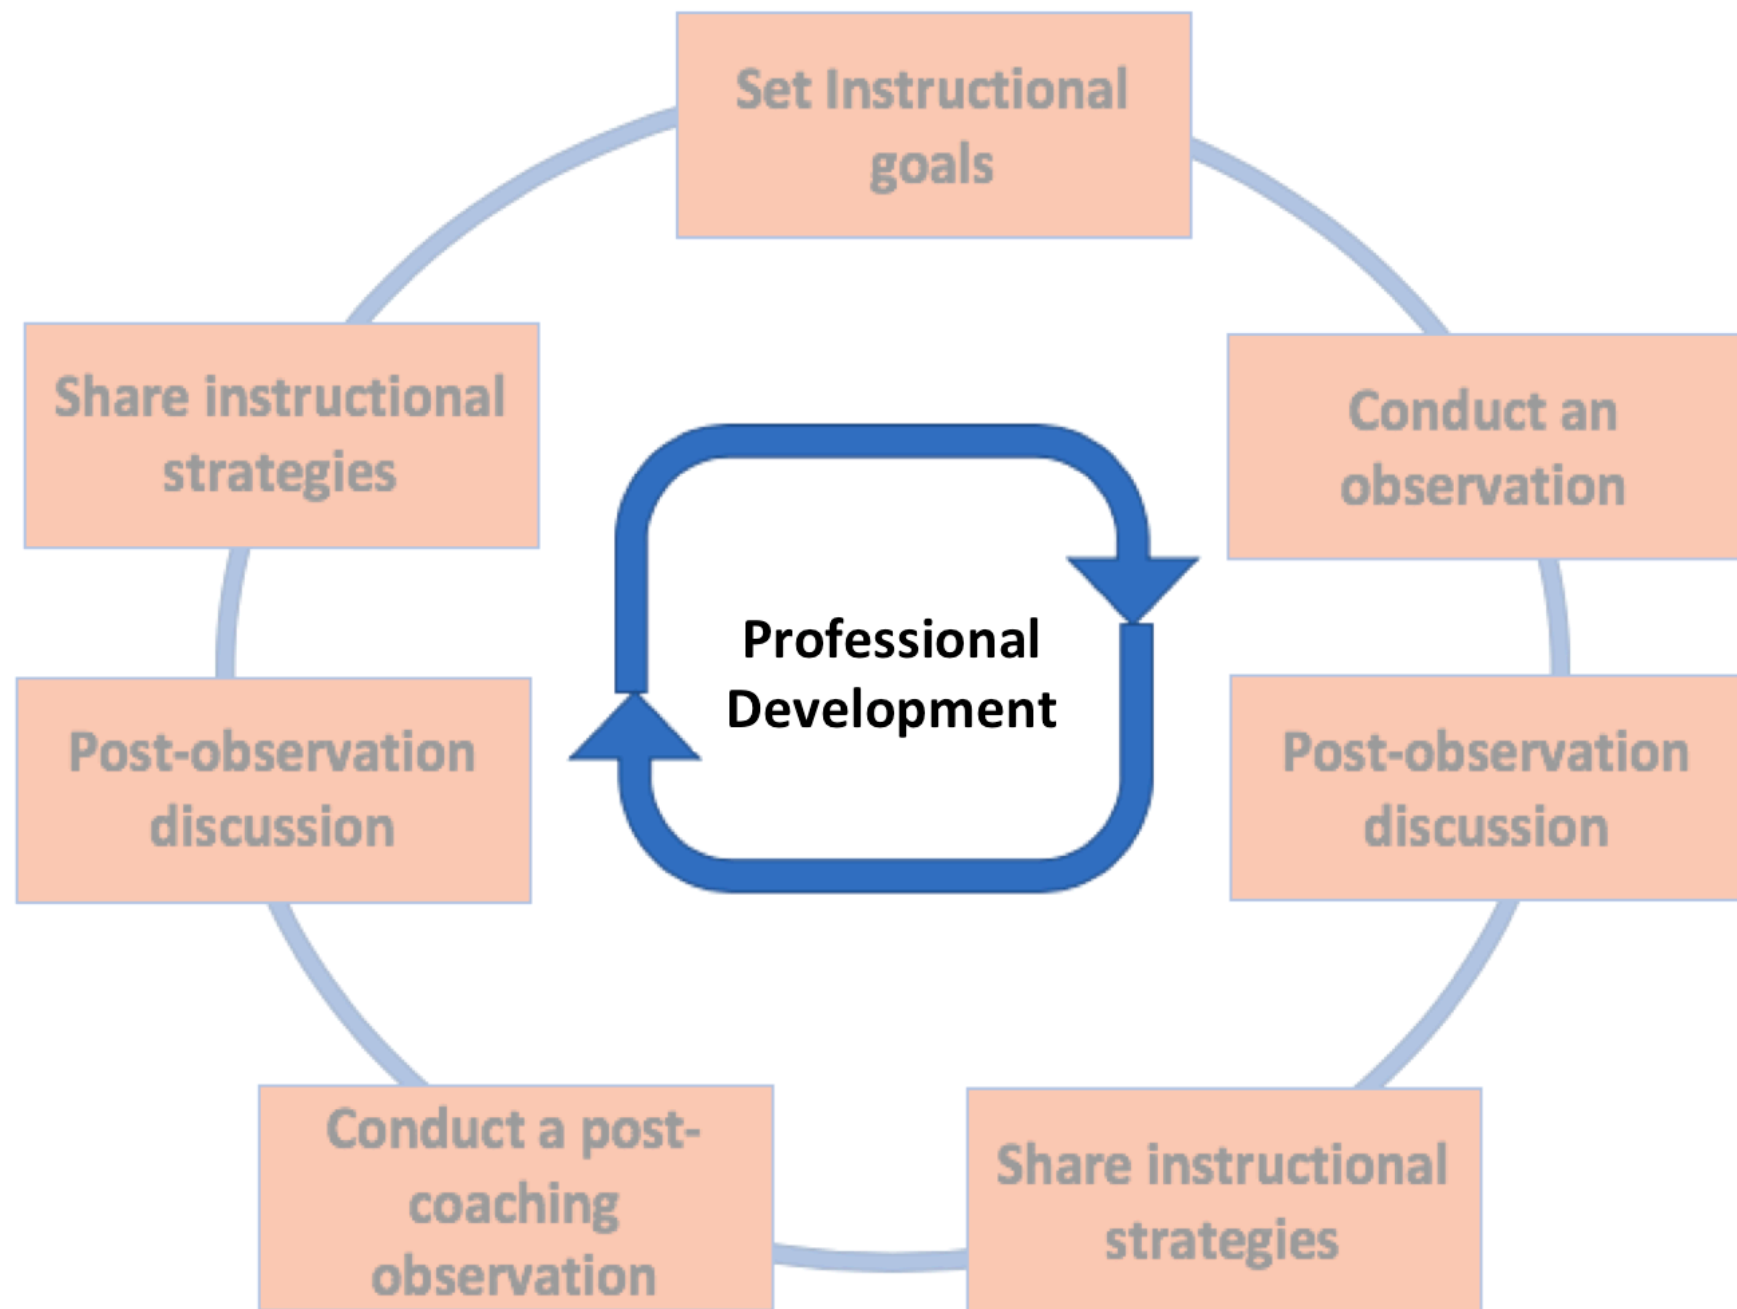 Set Instructional
goals
Share instructional
strategies
Conduct an
observation
Professional
Development
Post-observation
discussion
Post-observation
discussion
Conduct a post-
coaching
observation
Share instructional
strategies